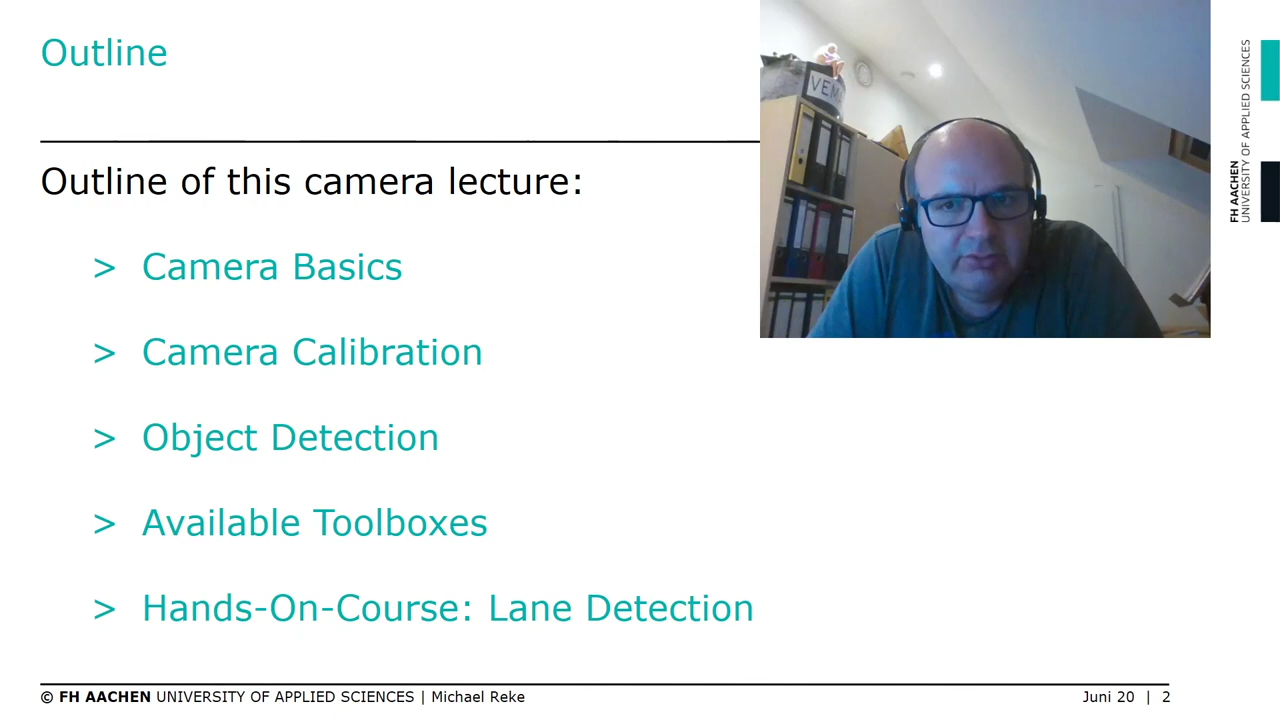 Outline
Outline of this camera lecture:
> Camera Basics
> Camera Calibration
> Object Detection
> Available Toolboxes
> Hands-On-Course: Lane Detection
© FH AACHEN UNIVERSITY OF APPLIED SCIENCES | Michael Reke
Juni 20 | 2
FH AACHEN
UNIVERSITY OF APPLIED SCIENCES